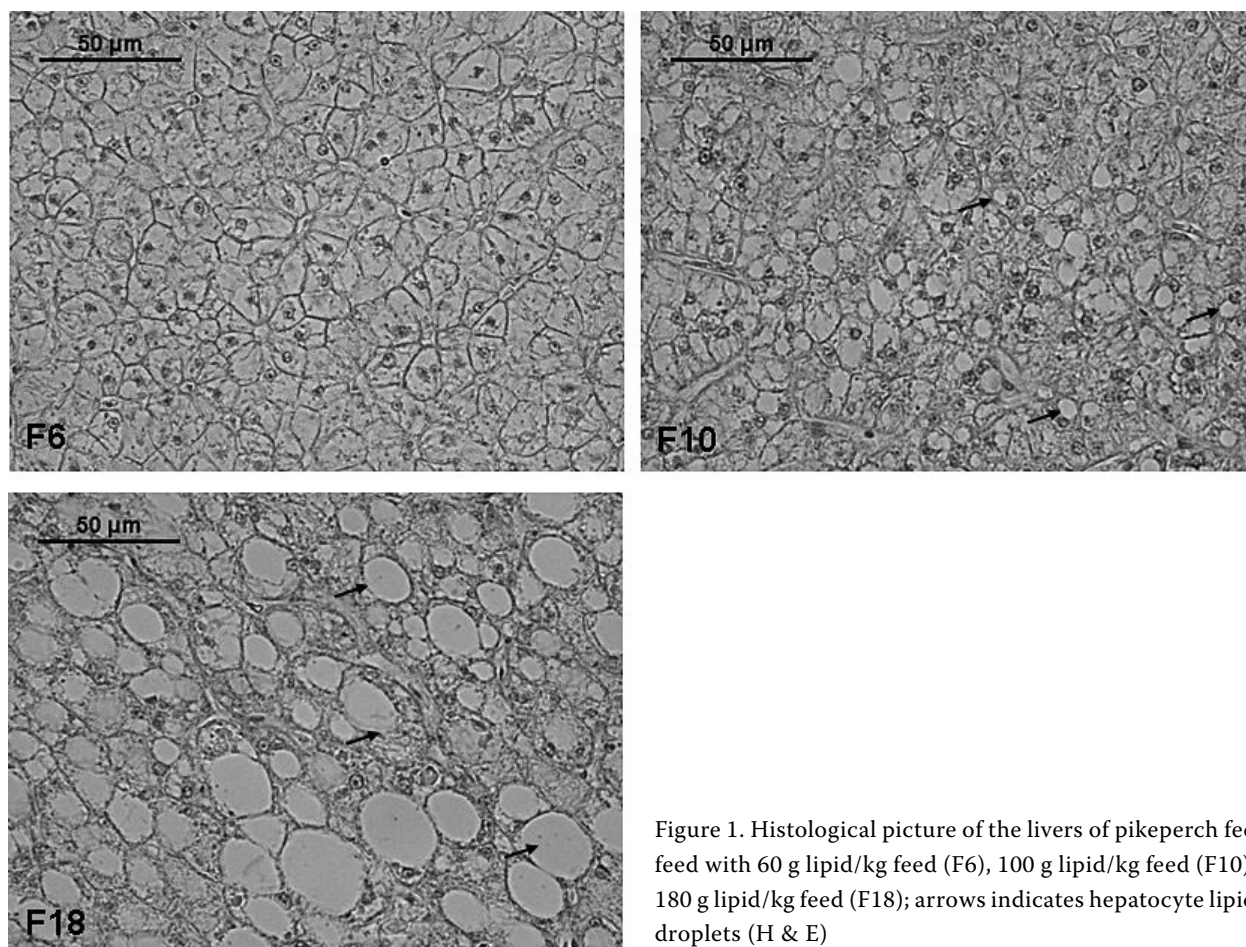 50 µm
50 µm
F6
F10
50 µm
F18
Figure 1. Histological picture of the livers of pikeperch
feed with 60 g lipid/kg feed (F6), 100 g lipid/kg feed (F10)
180 g lipid/kg feed (F18); arrows indicates hepatocyte
droplets (H & E)